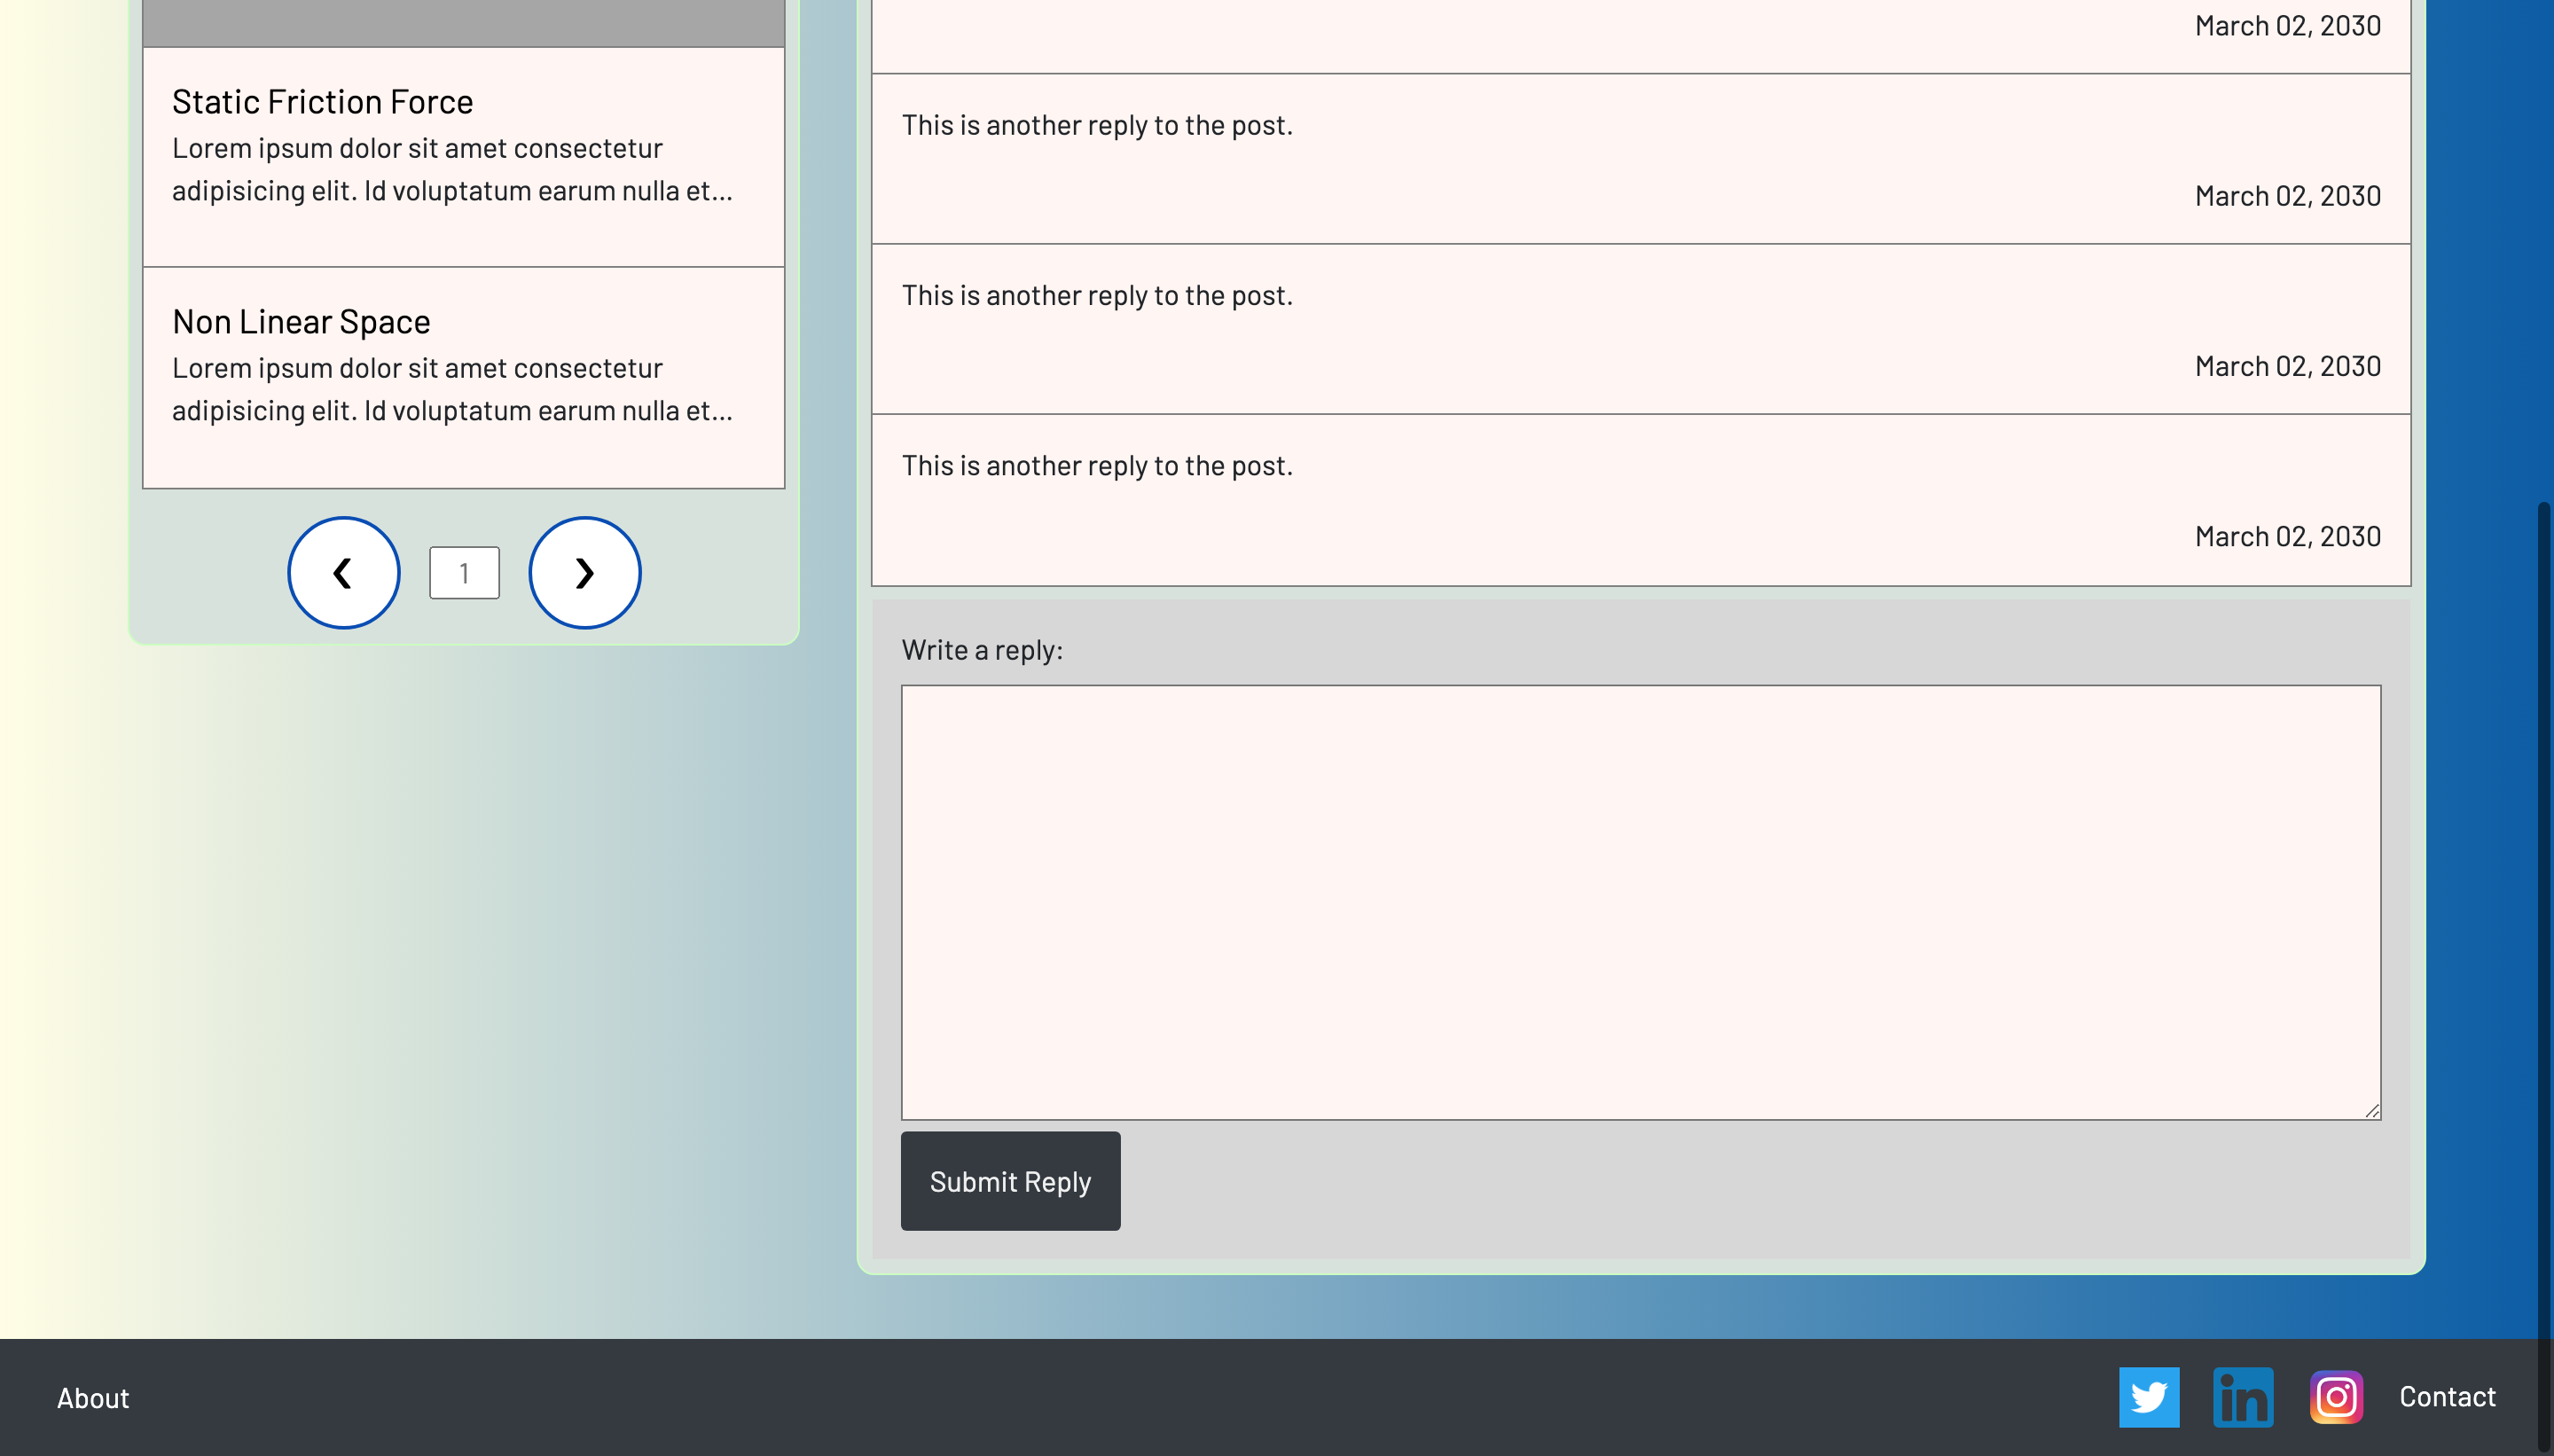 Static Friction Force
Lorem ipsum dolor sit amet consectetur
adipisicing elit. Id voluptatum earum nulla et...
Non Linear Space
Lorem ipsum dolor sit amet consectetur
adipisicing elit. Id voluptatum earum nulla et...
❮
1
❯
March 02, 2030
This is another reply to the post.
March 02, 2030
This is another reply to the post.
March 02, 2030
This is another reply to the post.
March 02, 2030
Write a reply:
Submit Reply
About
in
Contact